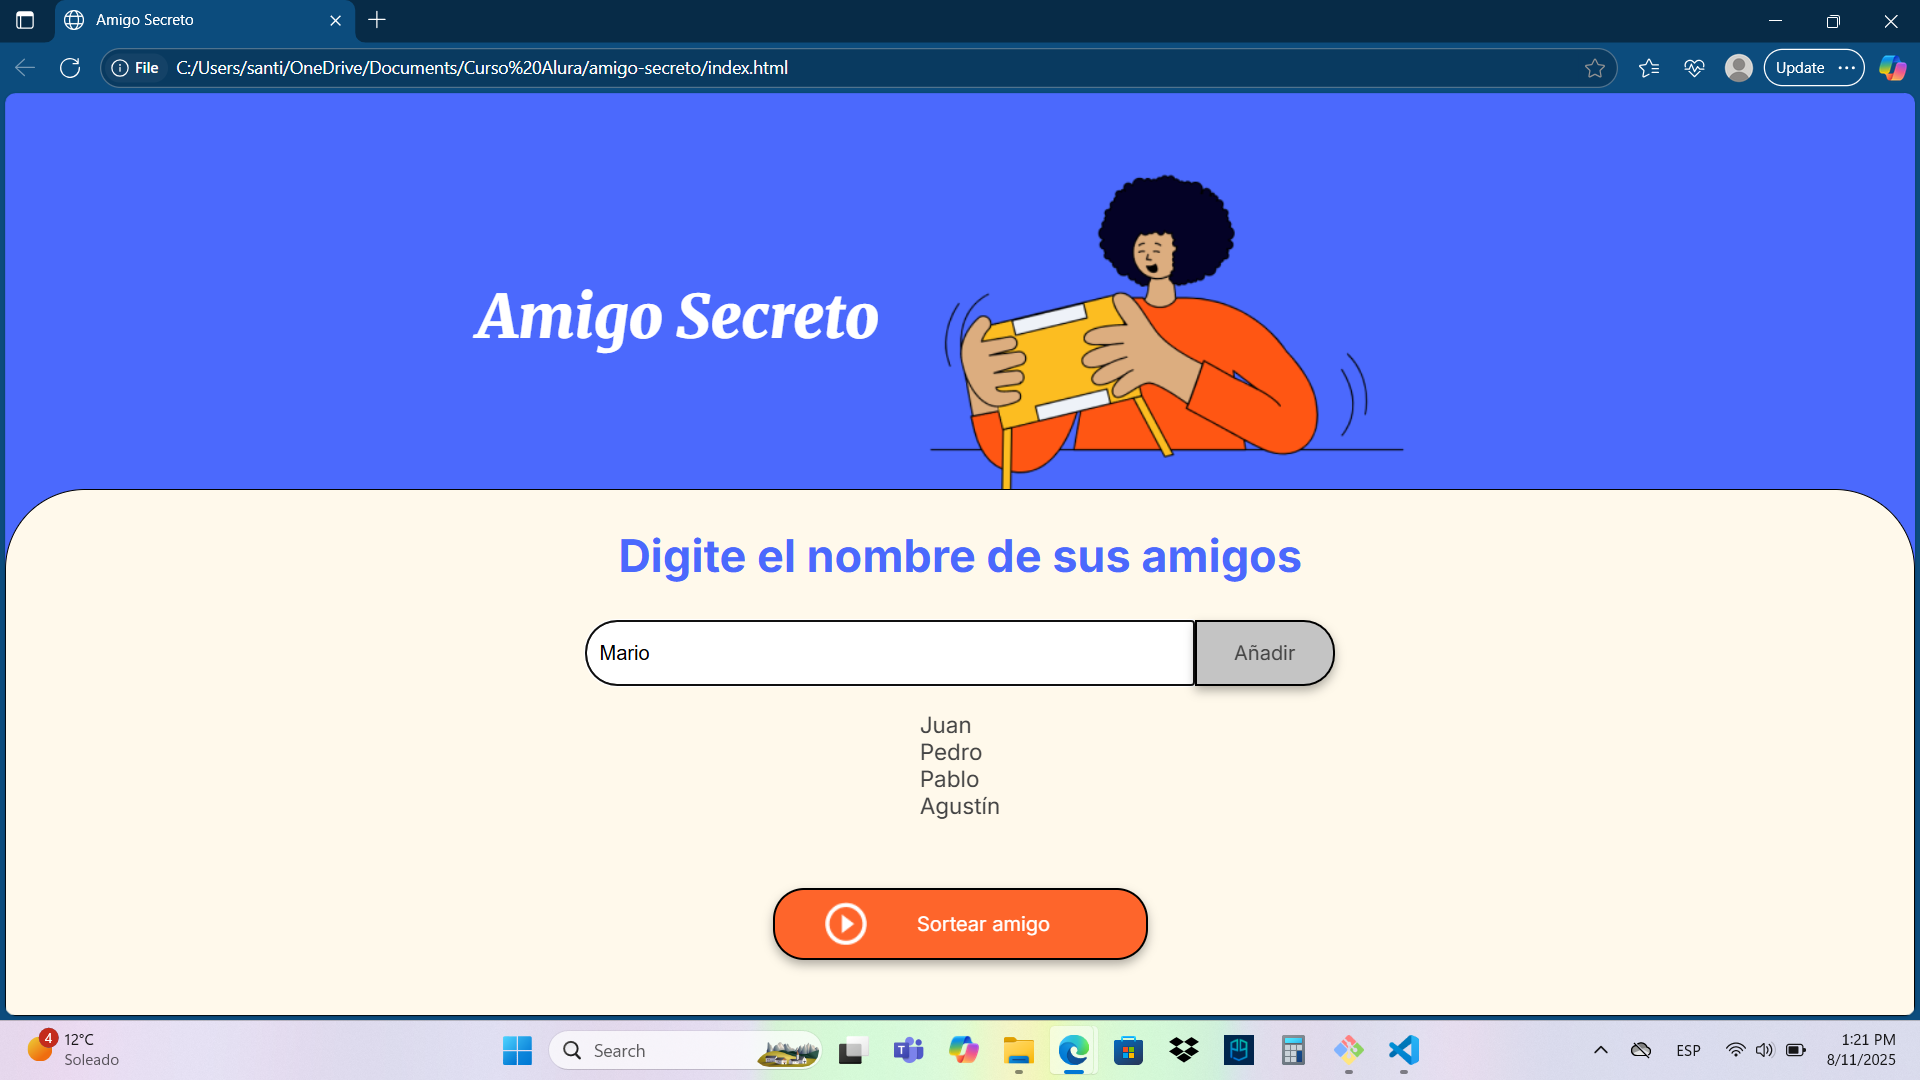 Amigo Secreto
File C:/Users/santi/OneDrive/Documents/Curso%20Alura/amigo-secreto/index.html Update
Amigo Secreto
Digite el nombre de sus amigos
Mario Añadir
Juan
Pedro
Pablo
Agustín
Sortear amigo
4 12°C
Soleado
Search
ESP
1:21 PM
8/11/2025